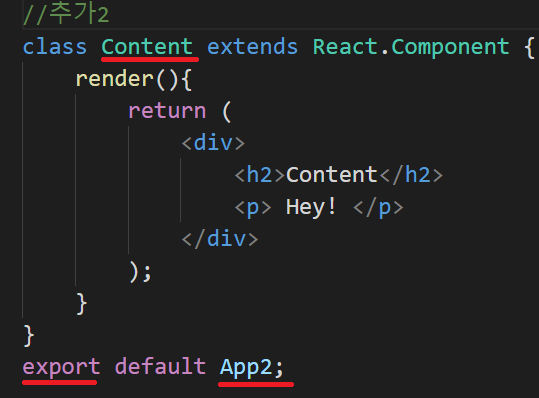 //추가2
class Content extends React.Component {
render(){
return (
<div>
<h2>Content</h2>
<p> Hey! </p>
</div>
);
}
}
export default App2;